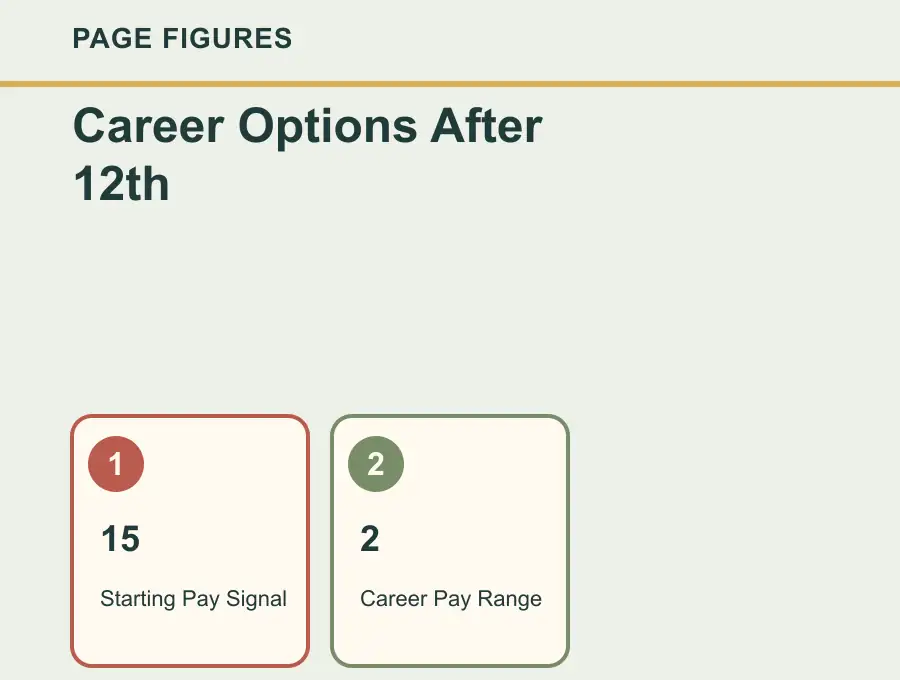 PAGE FIGURES
Career Options After
12th
1
15
Starting Pay Signal
2
2
Career Pay Range